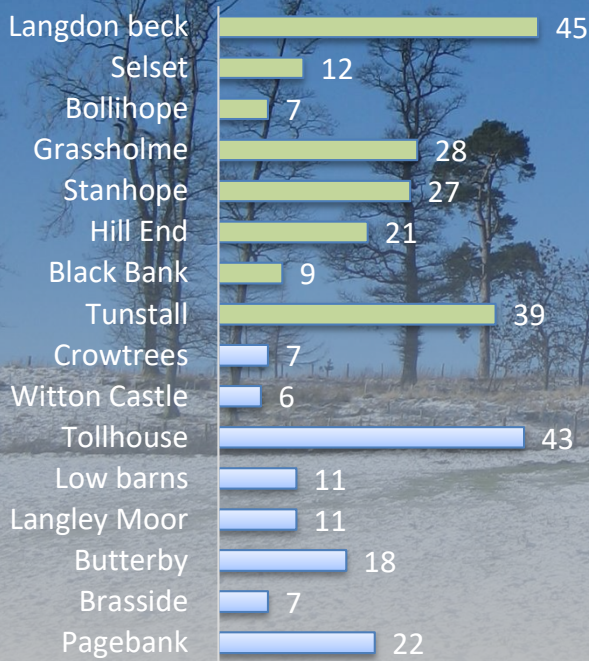 Langdon beck 45
Selset 12
Bollihope 7
Grassholme 28
Stanhope 27
Hill End 21
Black Bank 9
Tunstall 39
Crowtrees 7
Witton Castle 6
Tollhouse 43
Low barns 11
Langley Moor 11
Butterby 18
Brasside 7
Pagebank 22